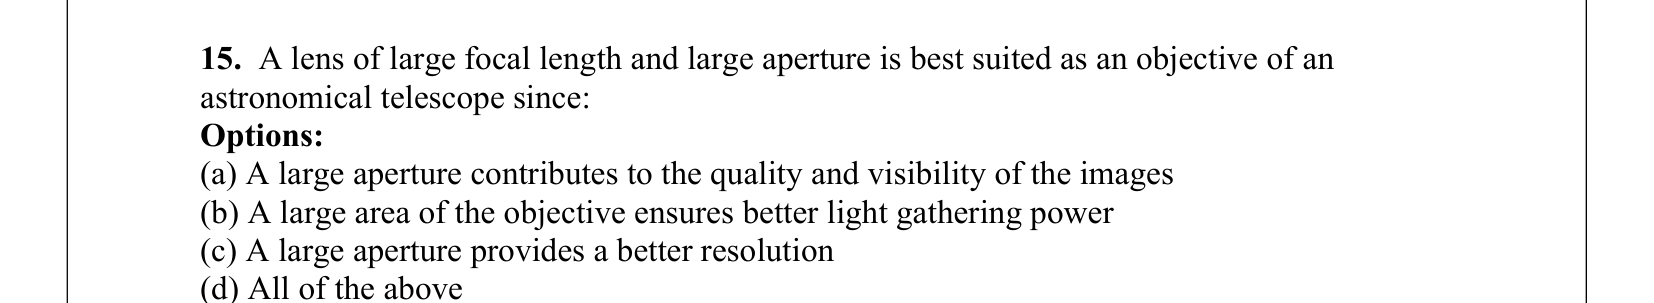 15. A lens of large focal length and large aperture is best suited as an objective of an
astronomical telescope since:
Options:
(a) A large aperture contributes to the quality and visibility of the images
(b) A large area of the objective ensures better light gathering power
(c) A large aperture provides a better resolution
(d) All of the above